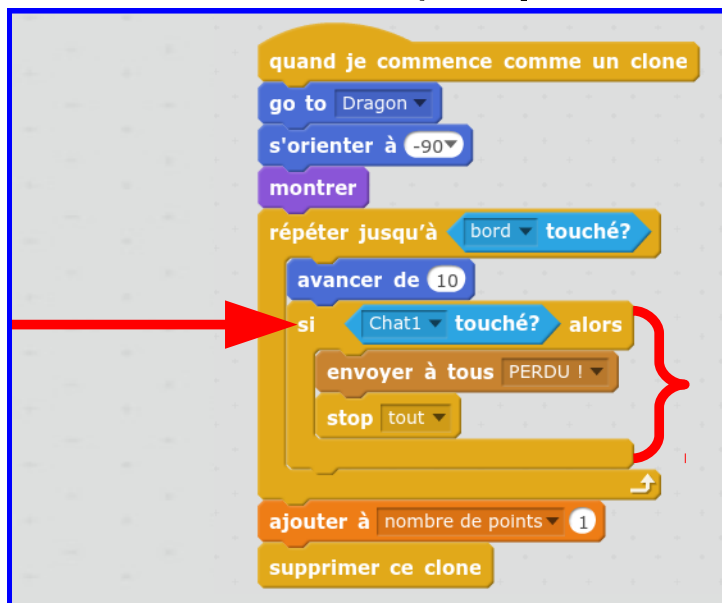 quand je commence comme un clone
go to Dragon
s'orienter à -90
montrer
répéter jusqu'à bord touché?
avancer de 10
si Chat1 touché? alors
envoyer à tous PERDU !
stop tout
ajouter à nombre de points 1
supprimer ce clone